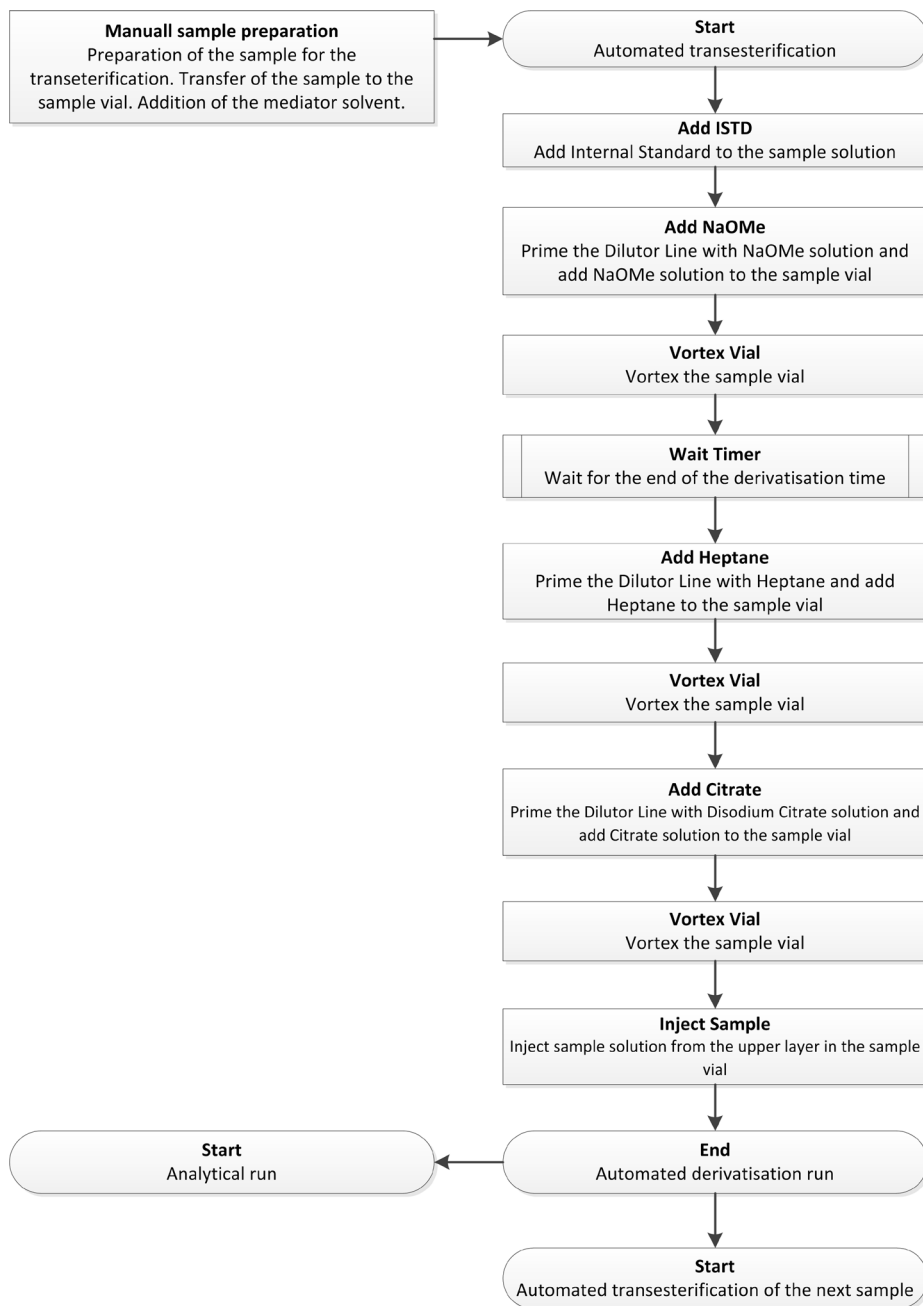 Manuall sample preparation
Preparation of the sample for the
transeterification. Transfer of the sample to the
sample vial. Addition of the mediator solvent.
Start
Automated transesterification
Add ISTD
Add Internal Standard to the sample solution
Add NaOMe
Prime the Dilutor Line with NaOMe solution and
add NaOMe solution to the sample vial
Vortex Vial
Vortex the sample vial
Wait Timer
Wait for the end of the derivatisation time
Add Heptane
Prime the Dilutor Line with Heptane and add
Heptane to the sample vial
Vortex Vial
Vortex the sample vial
Add Citrate
Prime the Dilutor Line with Disodium Citrate solution and
add Citrate solution to the sample vial
Vortex Vial
Vortex the sample vial
Inject Sample
Inject sample solution from the upper layer in the sample
vial
Start
Analytical run
End
Automated derivatisation run
Start
Automated transesterification of the next sample